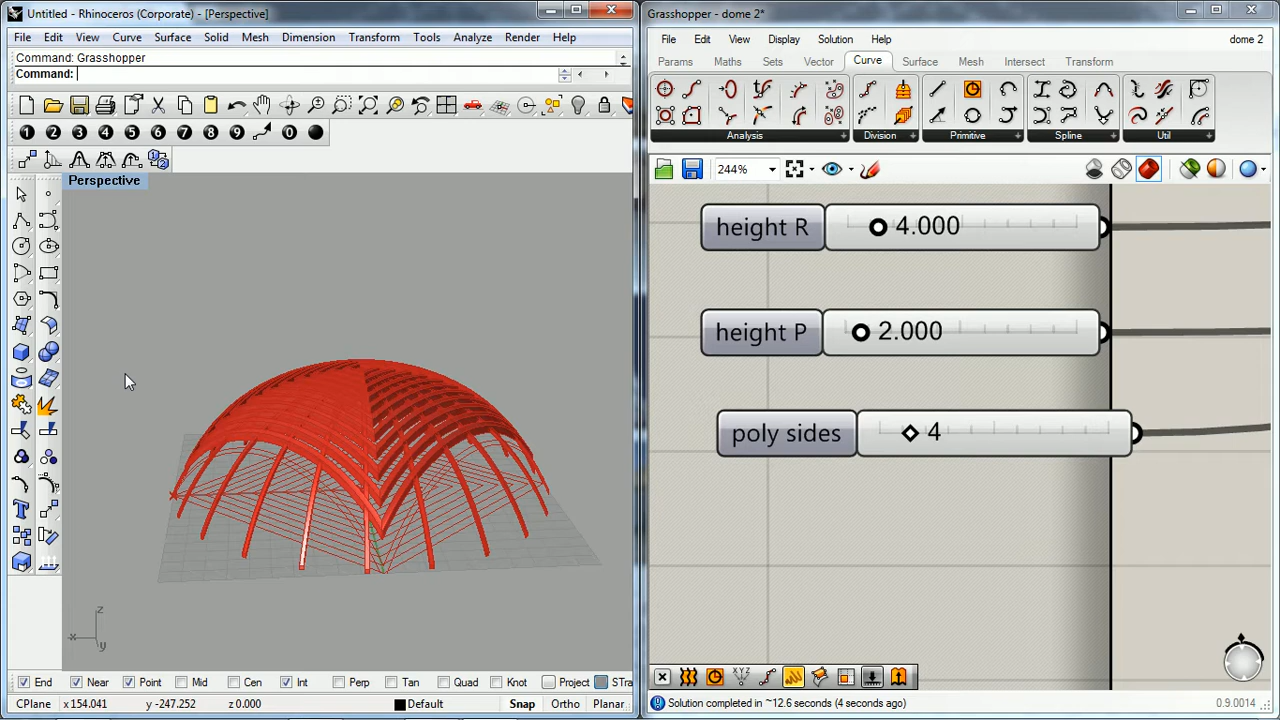 Untitled - Rhinoceros (Corporate) - [Perspective]
File Edit View Curve Surface Solid Mesh Dimension Transform Tools Analyze Render Help
Command: Grasshopper
Command:
1 2 3 4 5 6 7 8 9 0
Perspective
z
x
y
End Near Point Mid Cen Int Perp Tan Quad Knot Project STra
CPlane x 154.041 y -247.252 z 0.000 Default Snap Ortho Planar
Grasshopper - dome 2*
File Edit View Display Solution Help dome 2
Params Maths Sets Vector Curve Surface Mesh Intersect Transform
Analysis Division Primitive Spline Util
244%
height R 4.000
height P 2.000
poly sides 4
Solution completed in ~12.6 seconds (4 seconds ago) 0.9.0014